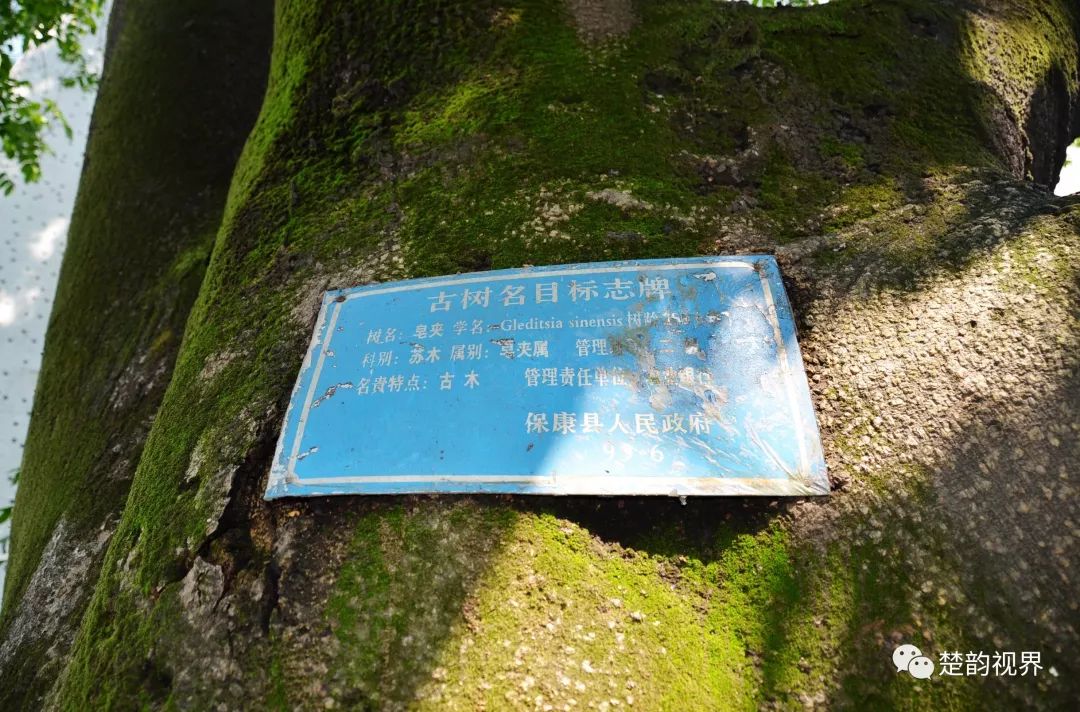 古树名目标志牌
树名：皂夹 学名：Gleditsia sinensis 树龄
科别：苏木 属别：皂夹属 管理
名贵特点：古木 管理责任单位
保康县人民政府
楚韵视界